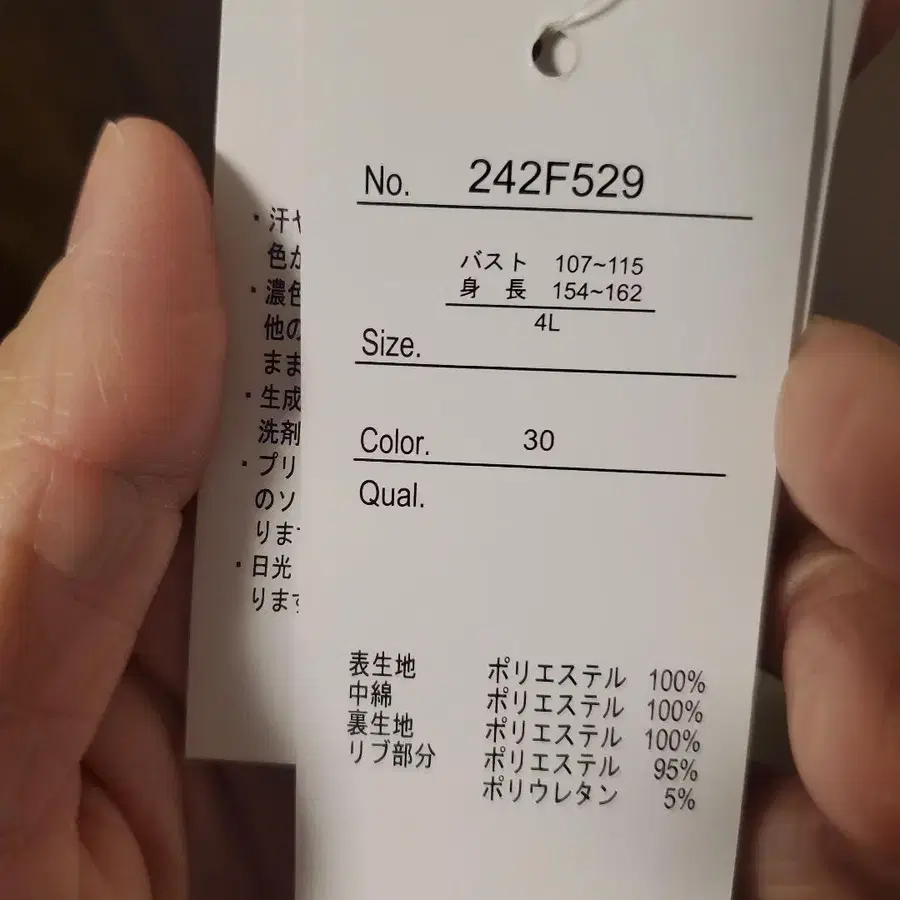 No. 242F529
バスト 107~115
身 長 154~162
4L
Size.
Color. 30
Qual.
表生地 ポリエステル 100%
中綿 ポリエステル 100%
裏生地 ポリエステル 100%
リブ部分 ポリエステル 95%
ポリウレタン 5%
・汗や
色か
・濃色
他の
まま
・生成
洗剤
・プリ
のソ
りま
・日光
ります